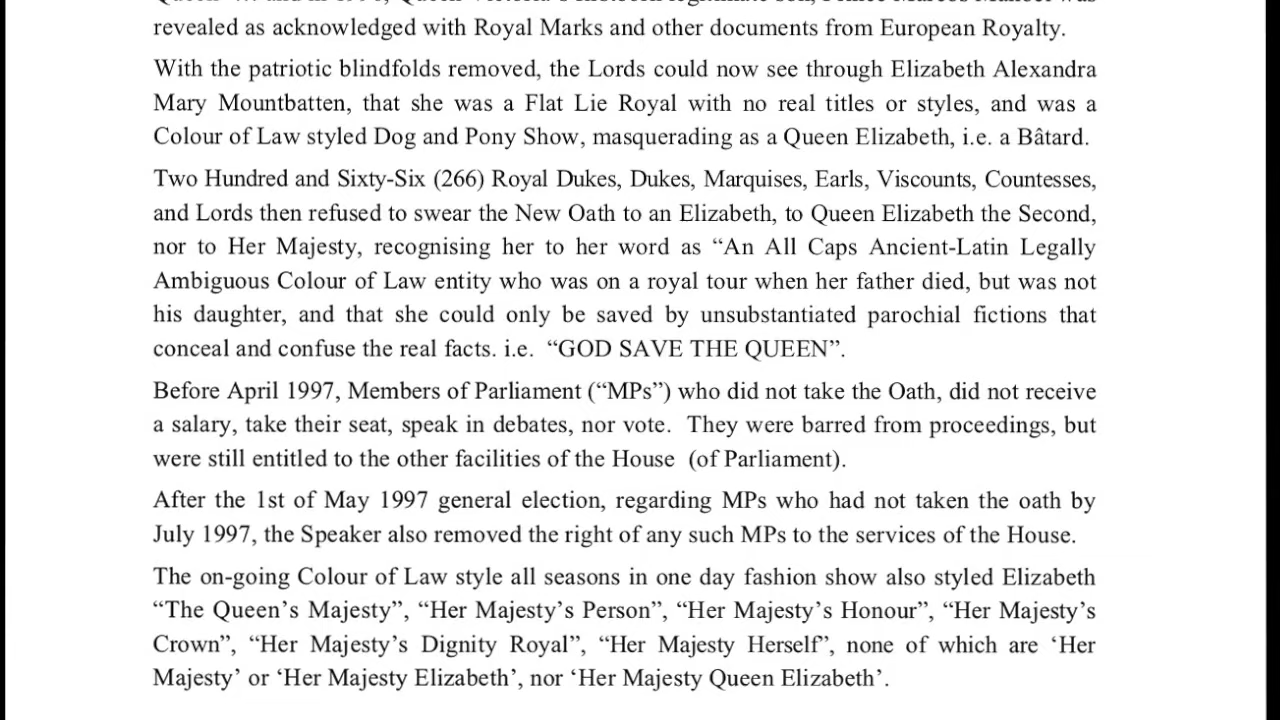 revealed as acknowledged with Royal Marks and other documents from European Royalty.
With the patriotic blindfolds removed, the Lords could now see through Elizabeth Alexandra
Mary Mountbatten, that she was a Flat Lie Royal with no real titles or styles, and was a
Colour of Law styled Dog and Pony Show, masquerading as a Queen Elizabeth, i.e. a Bâtard.
Two Hundred and Sixty-Six (266) Royal Dukes, Dukes, Marquises, Earls, Viscounts, Countesses,
and Lords then refused to swear the New Oath to an Elizabeth, to Queen Elizabeth the Second,
nor to Her Majesty, recognising her to her word as “An All Caps Ancient-Latin Legally
Ambiguous Colour of Law entity who was on a royal tour when her father died, but was not
his daughter, and that she could only be saved by unsubstantiated parochial fictions that
conceal and confuse the real facts. i.e. “GOD SAVE THE QUEEN”.
Before April 1997, Members of Parliament (“MPs”) who did not take the Oath, did not receive
a salary, take their seat, speak in debates, nor vote. They were barred from proceedings, but
were still entitled to the other facilities of the House (of Parliament).
After the 1st of May 1997 general election, regarding MPs who had not taken the oath by
July 1997, the Speaker also removed the right of any such MPs to the services of the House.
The on-going Colour of Law style all seasons in one day fashion show also styled Elizabeth
“The Queen’s Majesty”, “Her Majesty’s Person”, “Her Majesty’s Honour”, “Her Majesty’s
Crown”, “Her Majesty’s Dignity Royal”, “Her Majesty Herself”, none of which are ‘Her
Majesty’ or ‘Her Majesty Elizabeth’, nor ‘Her Majesty Queen Elizabeth’.